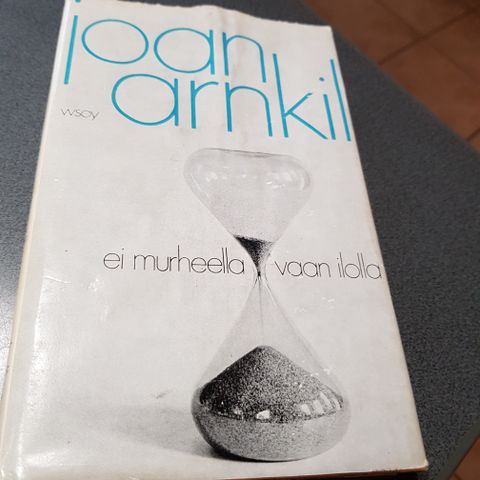 joan
arnkil
wsoy
ei murheella vaan ilolla